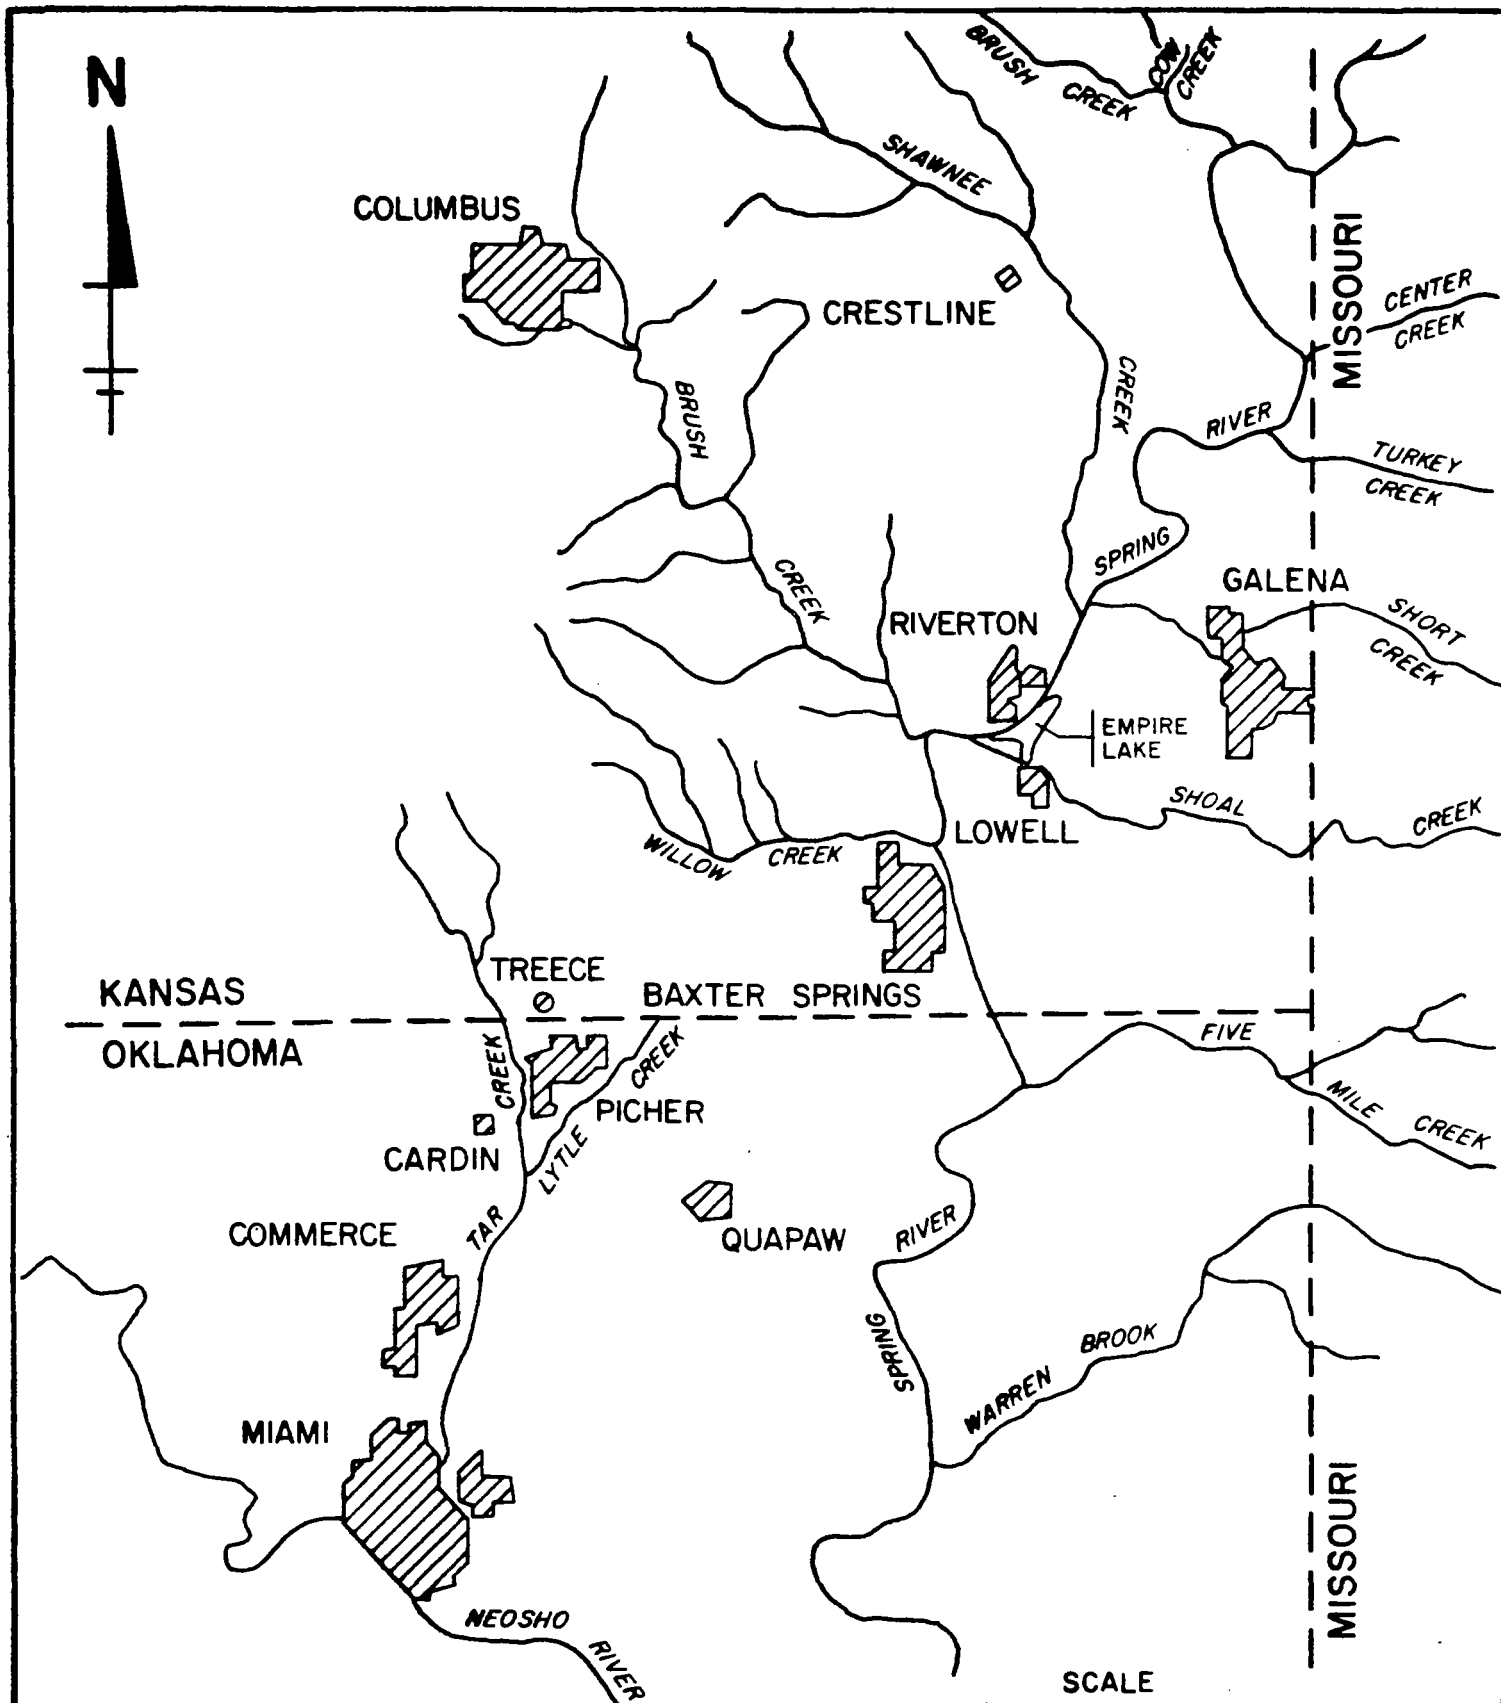 N
BRUSH
CREEK
COW
CREEK
SHAWNEE
CREEK
COLUMBUS
CRESTLINE
MISSOURI
CENTER
CREEK
BRUSH
CREEK
RIVER
TURKEY
CREEK
SPRING
GALENA
RIVERTON
SHORT
CREEK
EMPIRE
LAKE
SHOAL
CREEK
LOWELL
WILLOW
CREEK
TREECE
KANSAS
BAXTER SPRINGS
OKLAHOMA
CREEK
CREEK
FIVE
MILE
CREEK
PICHER
CARDIN
LYTLE
TAR
COMMERCE
QUAPAW
RIVER
SPRING
BROOK
WARREN
MIAMI
MISSOURI
NEOSHO
RIVER
SCALE